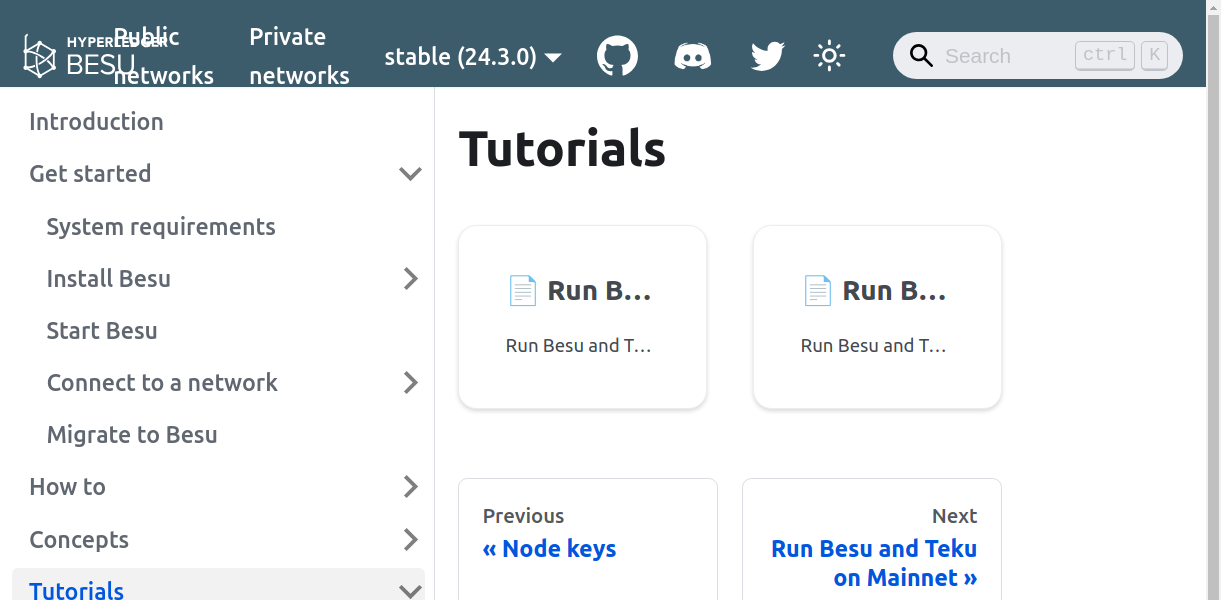 HYPERLEDGER
BESU
Public
networks
Private
networks
stable (24.3.0)
Search
ctrl K
Introduction
Get started
System requirements
Install Besu
Start Besu
Connect to a network
Migrate to Besu
How to
Concepts
Tutorials
Tutorials
Run B…
Run Besu and T…
Run B…
Run Besu and T…
Previous
« Node keys
Next
Run Besu and Teku
on Mainnet »